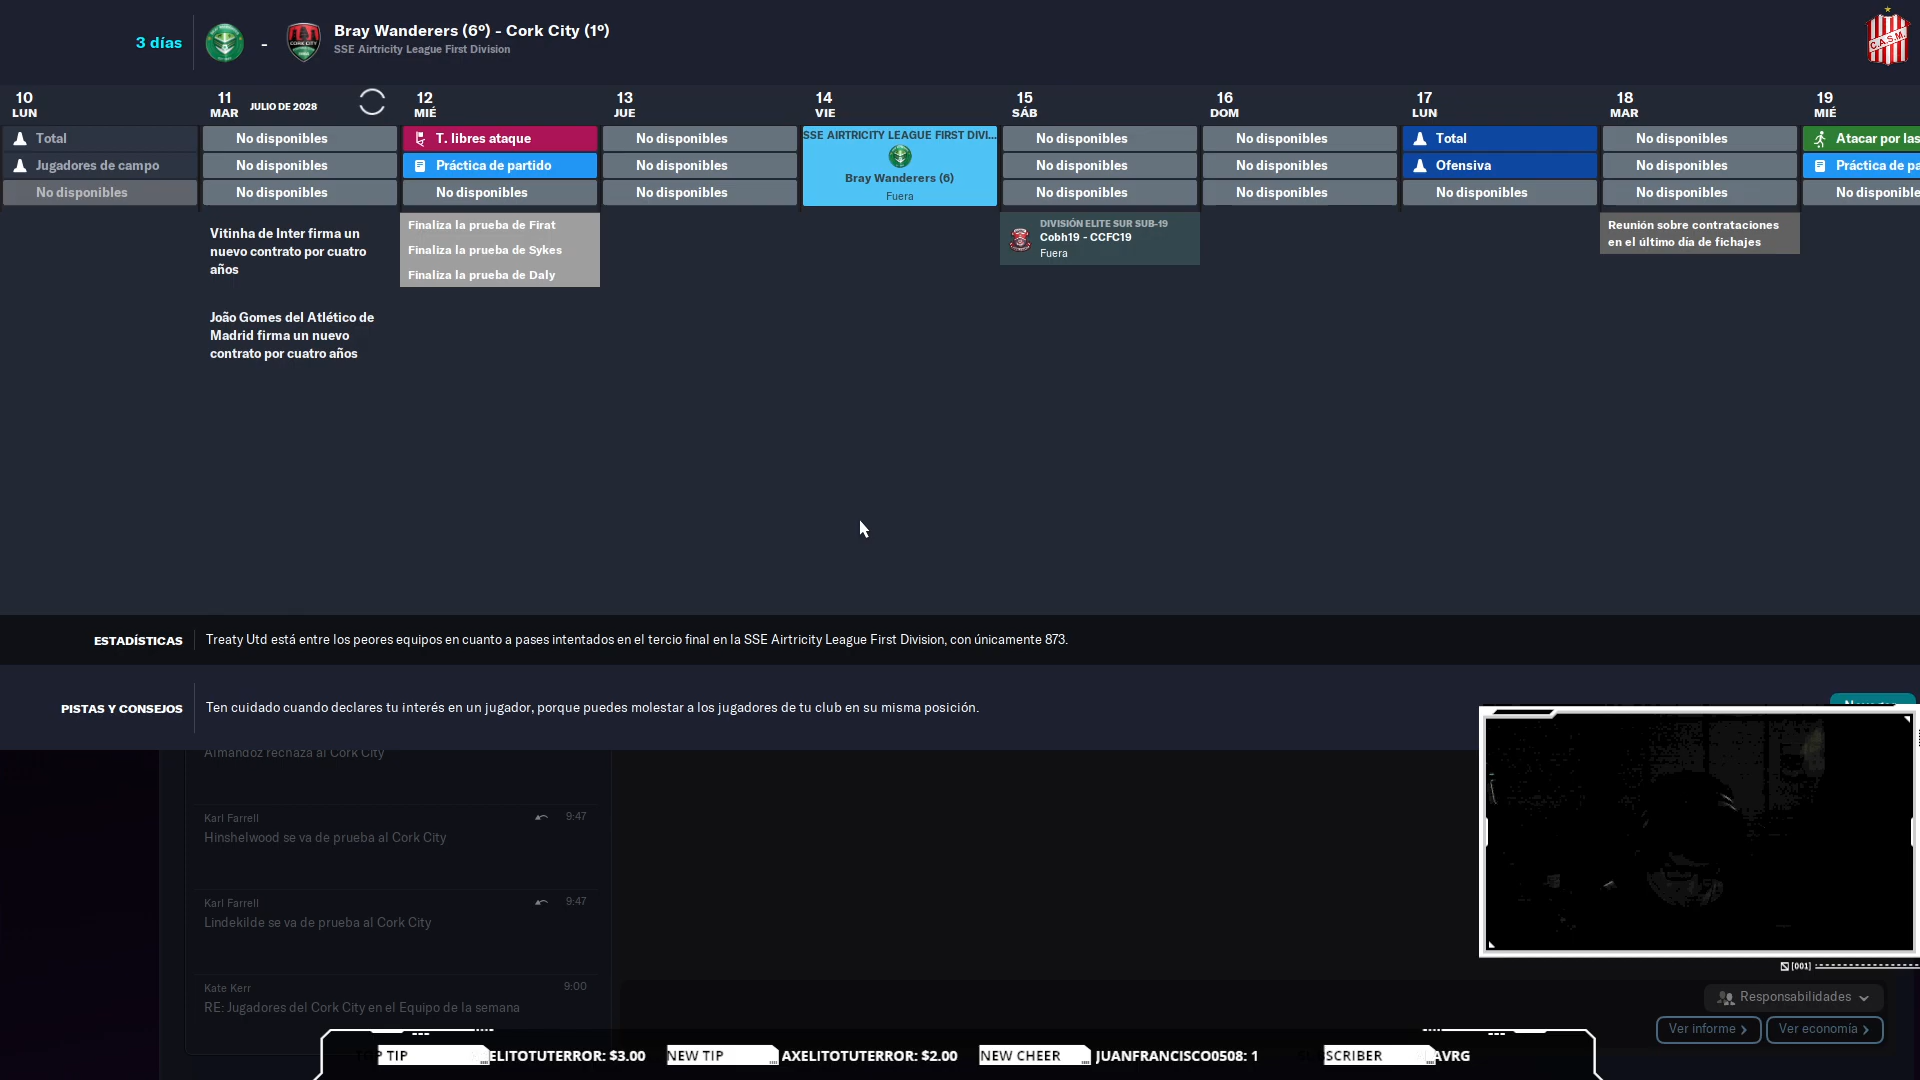 3 días
-
Bray Wanderers (6º) - Cork City (1º)
SSE Airtricity League First Division
C.A.S.M.
10
LUN
11
MAR
JULIO DE 2028
12
MIÉ
13
JUE
14
VIE
15
SÁB
16
DOM
17
LUN
18
MAR
19
MIÉ
Total
Jugadores de campo
No disponibles
No disponibles
No disponibles
No disponibles
T. libres ataque
Práctica de partido
No disponibles
No disponibles
No disponibles
No disponibles
SSE AIRTRICITY LEAGUE FIRST DIVI...
Bray Wanderers (6)
Fuera
No disponibles
No disponibles
No disponibles
No disponibles
No disponibles
No disponibles
Total
Ofensiva
No disponibles
No disponibles
No disponibles
No disponibles
Atacar por las
Práctica de pa
No disponible
Vitinha de Inter firma un
nuevo contrato por cuatro
años
João Gomes del Atlético de
Madrid firma un nuevo
contrato por cuatro años
Finaliza la prueba de Firat
Finaliza la prueba de Sykes
Finaliza la prueba de Daly
DIVISIÓN ELITE SUR SUB-19
Cobh19 - CCFC19
Fuera
Reunión sobre contrataciones
en el último día de fichajes
ESTADÍSTICAS
Treaty Utd está entre los peores equipos en cuanto a pases intentados en el tercio final en la SSE Airtricity League First Division, con únicamente 873.
PISTAS Y CONSEJOS
Ten cuidado cuando declares tu interés en un jugador, porque puedes molestar a los jugadores de tu club en su misma posición.
Almandoz rechaza al Cork City
Karl Farrell
9:47
Hinshelwood se va de prueba al Cork City
Karl Farrell
9:47
Lindekilde se va de prueba al Cork City
Kate Kerr
9:00
RE: Jugadores del Cork City en el Equipo de la semana
[001]
Responsabilidades
Ver informe
Ver economía
P TIP
ELITOTUTERROR: $3.00
NEW TIP
AXELITOTUTERROR: $2.00
NEW CHEER
JUANFRANCISCO0508: 1
SCRIBER
AVRG